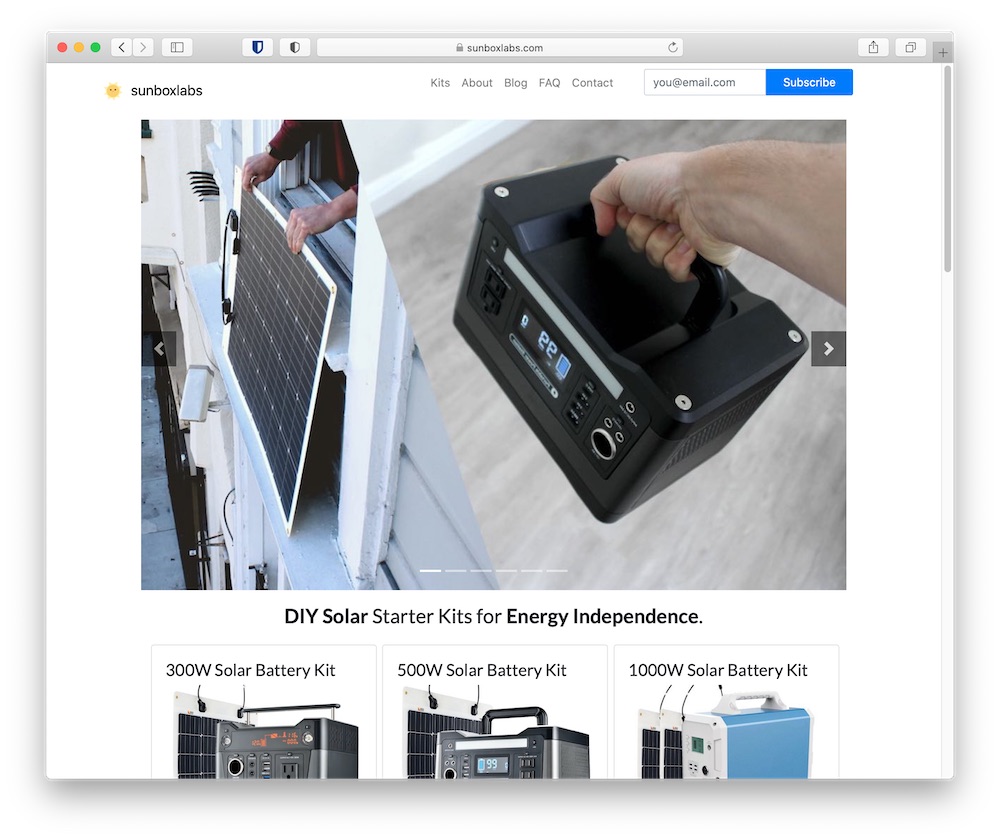 sunboxlabs.com
sunboxlabs
Kits About Blog FAQ Contact
you@email.com
Subscribe
DIY Solar Starter Kits for Energy Independence.
300W Solar Battery Kit
500W Solar Battery Kit
1000W Solar Battery Kit
99